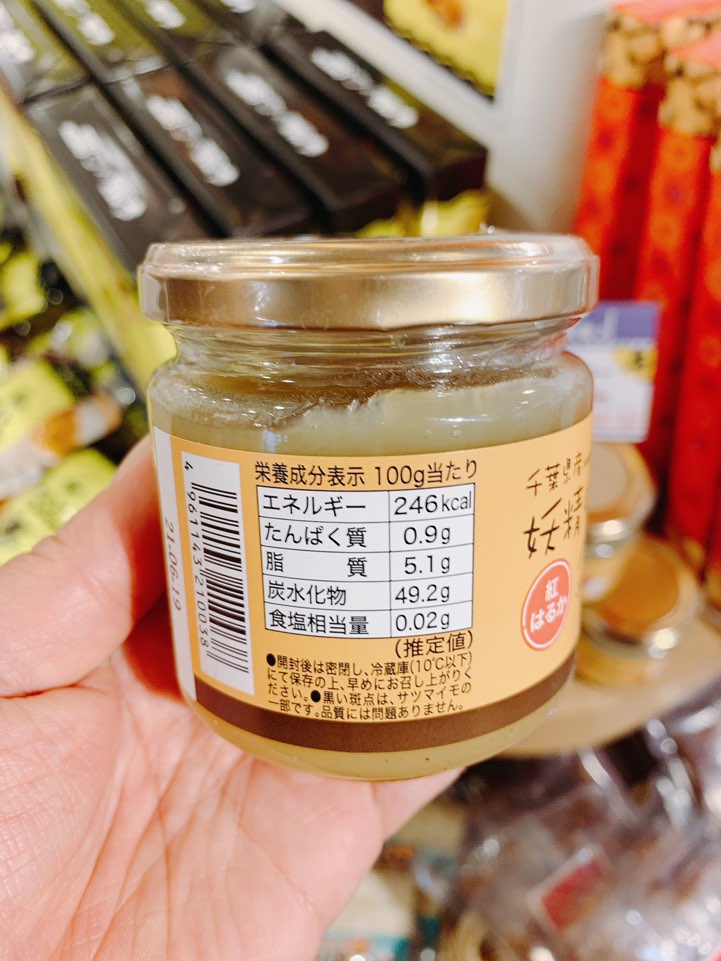 栄養成分表示 100g当たり
エネルギー 246kcal
たんぱく質 0.9g
脂質 5.1g
炭水化物 49.2g
食塩相当量 0.02g
（推定値）
●開封後は密閉し、冷蔵庫(10℃以下)
にて保存の上、早めにお召し上がりく
ださい。●黒い斑点は、サツマイモの
一部です。品質には問題ありません。
4961143210038
21.06.19
千葉県産
妖精
紅
はるか